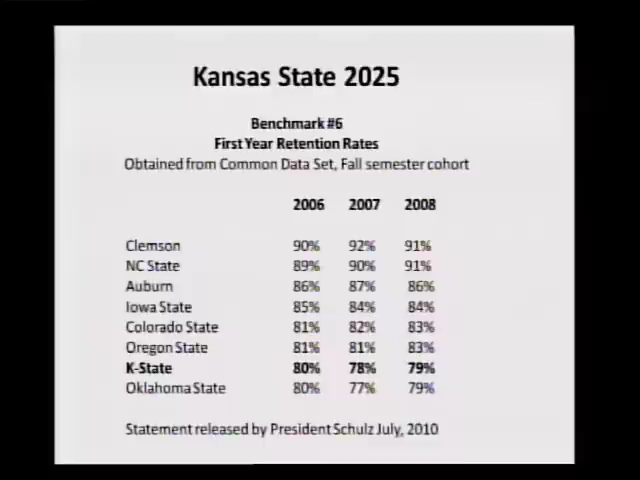 Kansas State 2025
Benchmark #6
First Year Retention Rates
Obtained from Common Data Set, Fall semester cohort
2006 2007 2008
Clemson 90% 92% 91%
NC State 89% 90% 91%
Auburn 86% 87% 86%
Iowa State 85% 84% 84%
Colorado State 81% 82% 83%
Oregon State 81% 81% 83%
K-State 80% 78% 79%
Oklahoma State 80% 77% 79%
Statement released by President Schulz July, 2010